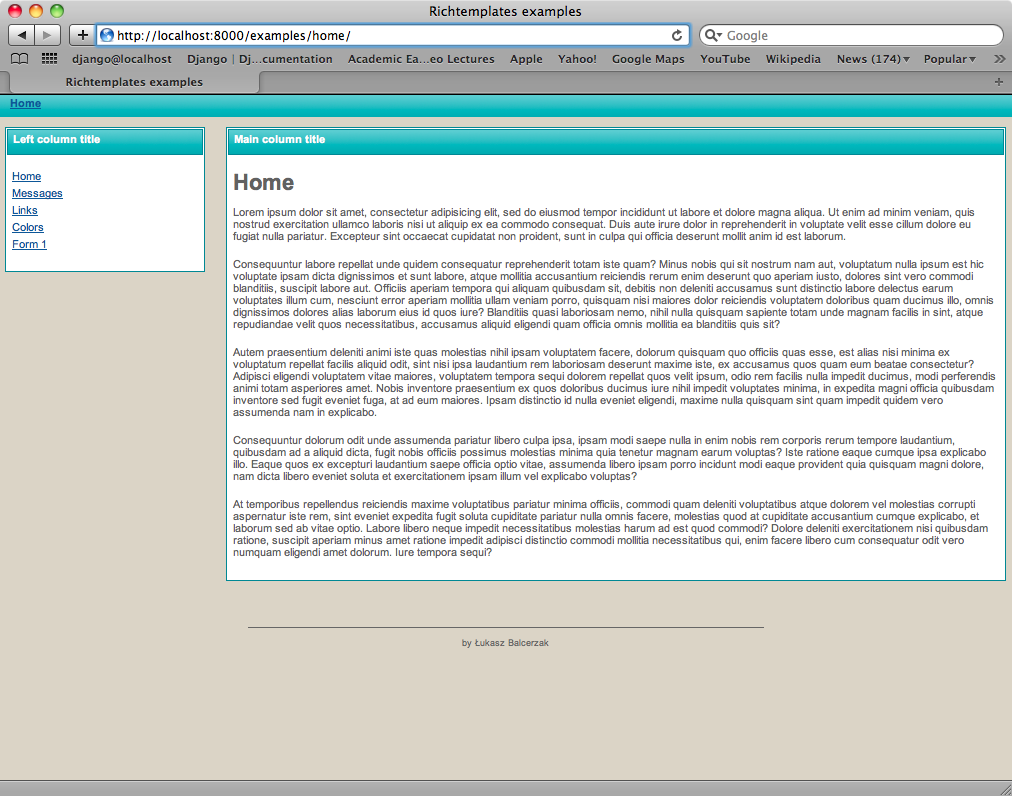 Richtemplates examples
http://localhost:8000/examples/home/
Google
django@localhost Django | Dj...cumentation Academic Ea...eo Lectures Apple Yahoo! Google Maps YouTube Wikipedia News (174) Popular
Richtemplates examples
Home
Left column title
Home
Messages
Links
Colors
Form 1
Main column title
Home
Lorem ipsum dolor sit amet, consectetur adipisicing elit, sed do eiusmod tempor incididunt ut labore et dolore magna aliqua. Ut enim ad minim veniam, quis
nostrud exercitation ullamco laboris nisi ut aliquip ex ea commodo consequat. Duis aute irure dolor in reprehenderit in voluptate velit esse cillum dolore eu
fugiat nulla pariatur. Excepteur sint occaecat cupidatat non proident, sunt in culpa qui officia deserunt mollit anim id est laborum.
Consequuntur labore repellat unde quidem consequatur reprehenderit totam iste quam? Minus nobis qui sit nostrum nam aut, voluptatum nulla ipsum est hic
voluptate ipsam dicta dignissimos et sunt labore, atque mollitia accusantium reiciendis rerum enim deserunt quo aperiam iusto, dolores sint vero commodi
blanditiis, suscipit labore aut. Officiis aperiam tempora qui aliquam quibusdam sit, debitis non deleniti accusamus sunt distinctio labore delectus earum
voluptates illum cum, nesciunt error aperiam mollitia ullam veniam porro, quisquam nisi maiores dolor reiciendis voluptatem doloribus quam ducimus illo, omnis
dignissimos dolores alias laborum eius id quos iure? Blanditiis quasi laboriosam nemo, nihil nulla quisquam sapiente totam unde magnam facilis in sint, atque
repudiandae velit quos necessitatibus, accusamus aliquid eligendi quam officia omnis mollitia ea blanditiis quis sit?
Autem praesentium deleniti animi iste quas molestias nihil ipsam voluptatem facere, dolorum quisquam quo officiis quas esse, est alias nisi minima ex
voluptatum repellat facilis aliquid odit, sint nisi ipsa laudantium rem laboriosam deserunt maxime iste, ex accusamus quos quam eum beatae consectetur?
Adipisci eligendi voluptatem vitae maiores, voluptatem tempora sequi dolorem repellat quos velit ipsum, odio rem facilis nulla impedit ducimus, modi perferendis
animi totam asperiores amet. Nobis inventore praesentium ex quos doloribus ducimus iure nihil impedit voluptates minima, in expedita magni officia quibusdam
inventore sed fugit eveniet fuga, at ad eum maiores. Ipsam distinctio id nulla eveniet eligendi, maxime nulla quisquam sint quam impedit quidem vero
assumenda nam in explicabo.
Consequuntur dolorum odit unde assumenda pariatur libero culpa ipsa, ipsam modi saepe nulla in enim nobis rem corporis rerum tempore laudantium,
quibusdam ad a aliquid dicta, fugit nobis officiis possimus molestias minima quia tenetur magnam earum voluptas? Iste ratione eaque cumque ipsa explicabo
illo. Eaque quos ex excepturi laudantium saepe officia optio vitae, assumenda libero ipsam porro incidunt modi eaque provident quia quisquam magni dolore,
nam dicta libero eveniet soluta et exercitationem ipsam illum vel explicabo voluptas?
At temporibus repellendus reiciendis maxime voluptatibus pariatur minima officiis, commodi quam deleniti voluptatibus atque dolorem vel molestias corrupti
aspernatur iste rem, sint eveniet expedita fugit soluta cupiditate pariatur nulla omnis facere, molestias quod at cupiditate accusantium cumque explicabo, et
laborum sed ab vitae optio. Labore libero neque impedit necessitatibus molestias harum ad est quod commodi? Dolore deleniti exercitationem nisi quibusdam
ratione, suscipit aperiam minus amet ratione impedit adipisci distinctio commodi mollitia necessitatibus qui, enim facere libero cum consequatur odit vero
numquam eligendi amet dolorum. Iure tempora sequi?
by Łukasz Balcerzak